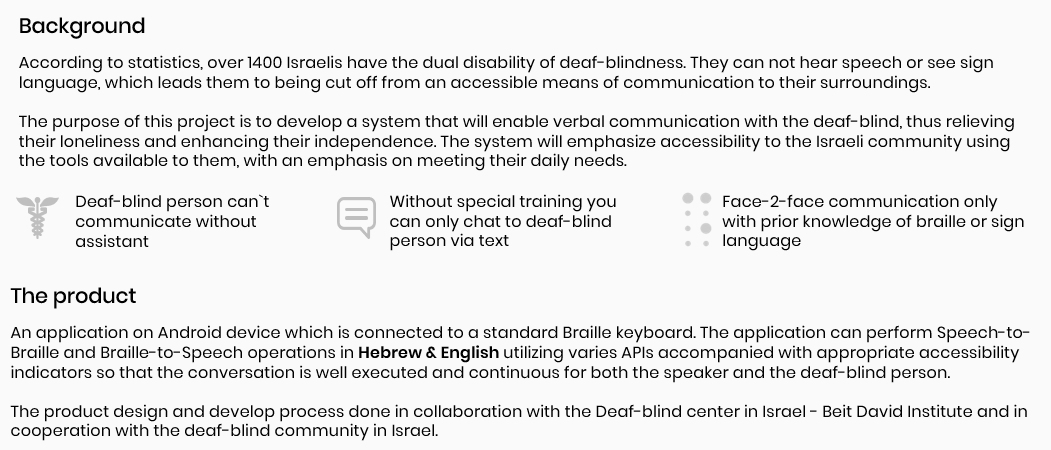 Background
According to statistics, over 1400 Israelis have the dual disability of deaf-blindness. They can not hear speech or see sign
language, which leads them to being cut off from an accessible means of communication to their surroundings.
The purpose of this project is to develop a system that will enable verbal communication with the deaf-blind, thus relieving
their loneliness and enhancing their independence. The system will emphasize accessibility to the Israeli community using
the tools available to them, with an emphasis on meeting their daily needs.
Deaf-blind person can`t
communicate without
assistant
Without special training you
can only chat to deaf-blind
person via text
Face-2-face communication only
with prior knowledge of braille or sign
language
The product
An application on Android device which is connected to a standard Braille keyboard. The application can perform Speech-to-
Braille and Braille-to-Speech operations in Hebrew & English utilizing varies APIs accompanied with appropriate accessibility
indicators so that the conversation is well executed and continuous for both the speaker and the deaf-blind person.
The product design and develop process done in collaboration with the Deaf-blind center in Israel - Beit David Institute and in
cooperation with the deaf-blind community in Israel.